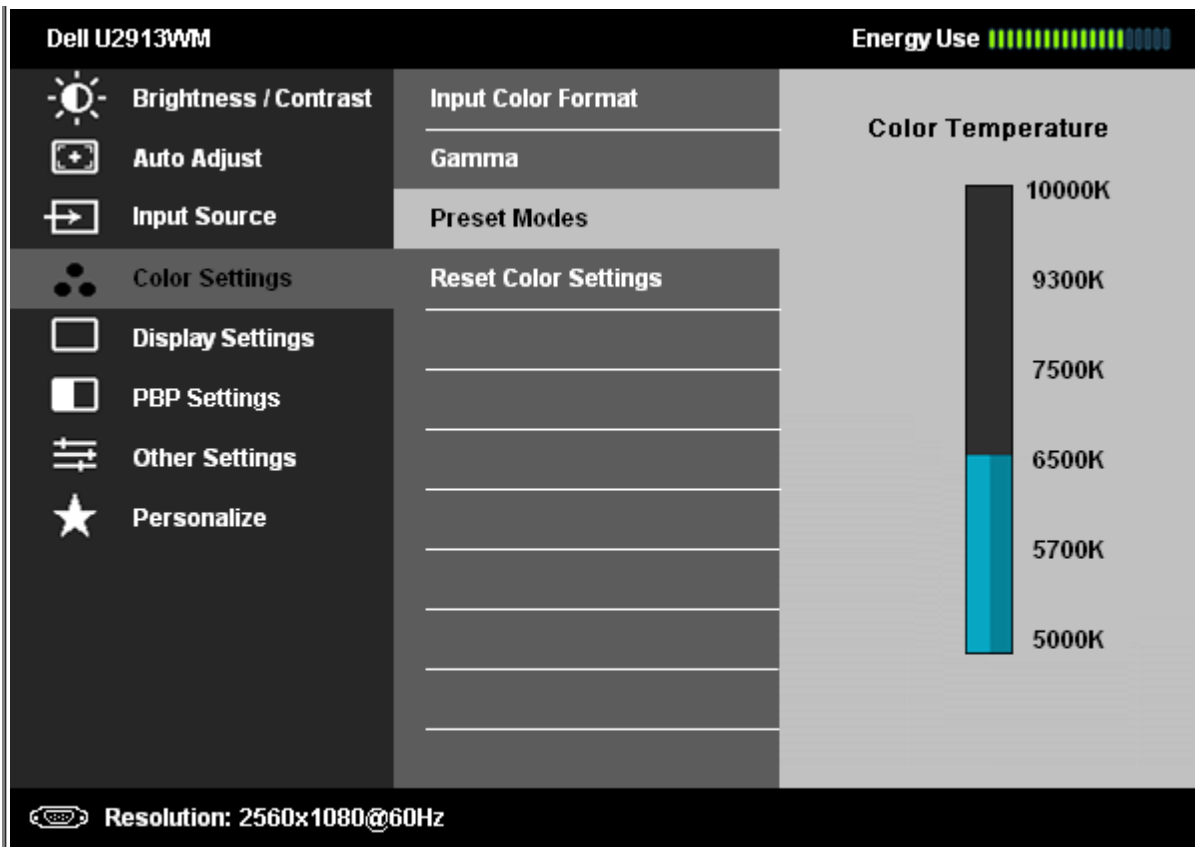 Dell U2913WM
Energy Use
Brightness / Contrast
Auto Adjust
Input Source
Color Settings
Display Settings
PBP Settings
Other Settings
Personalize
Input Color Format
Gamma
Preset Modes
Reset Color Settings
Color Temperature
10000K
9300K
7500K
6500K
5700K
5000K
Resolution: 2560x1080@60Hz